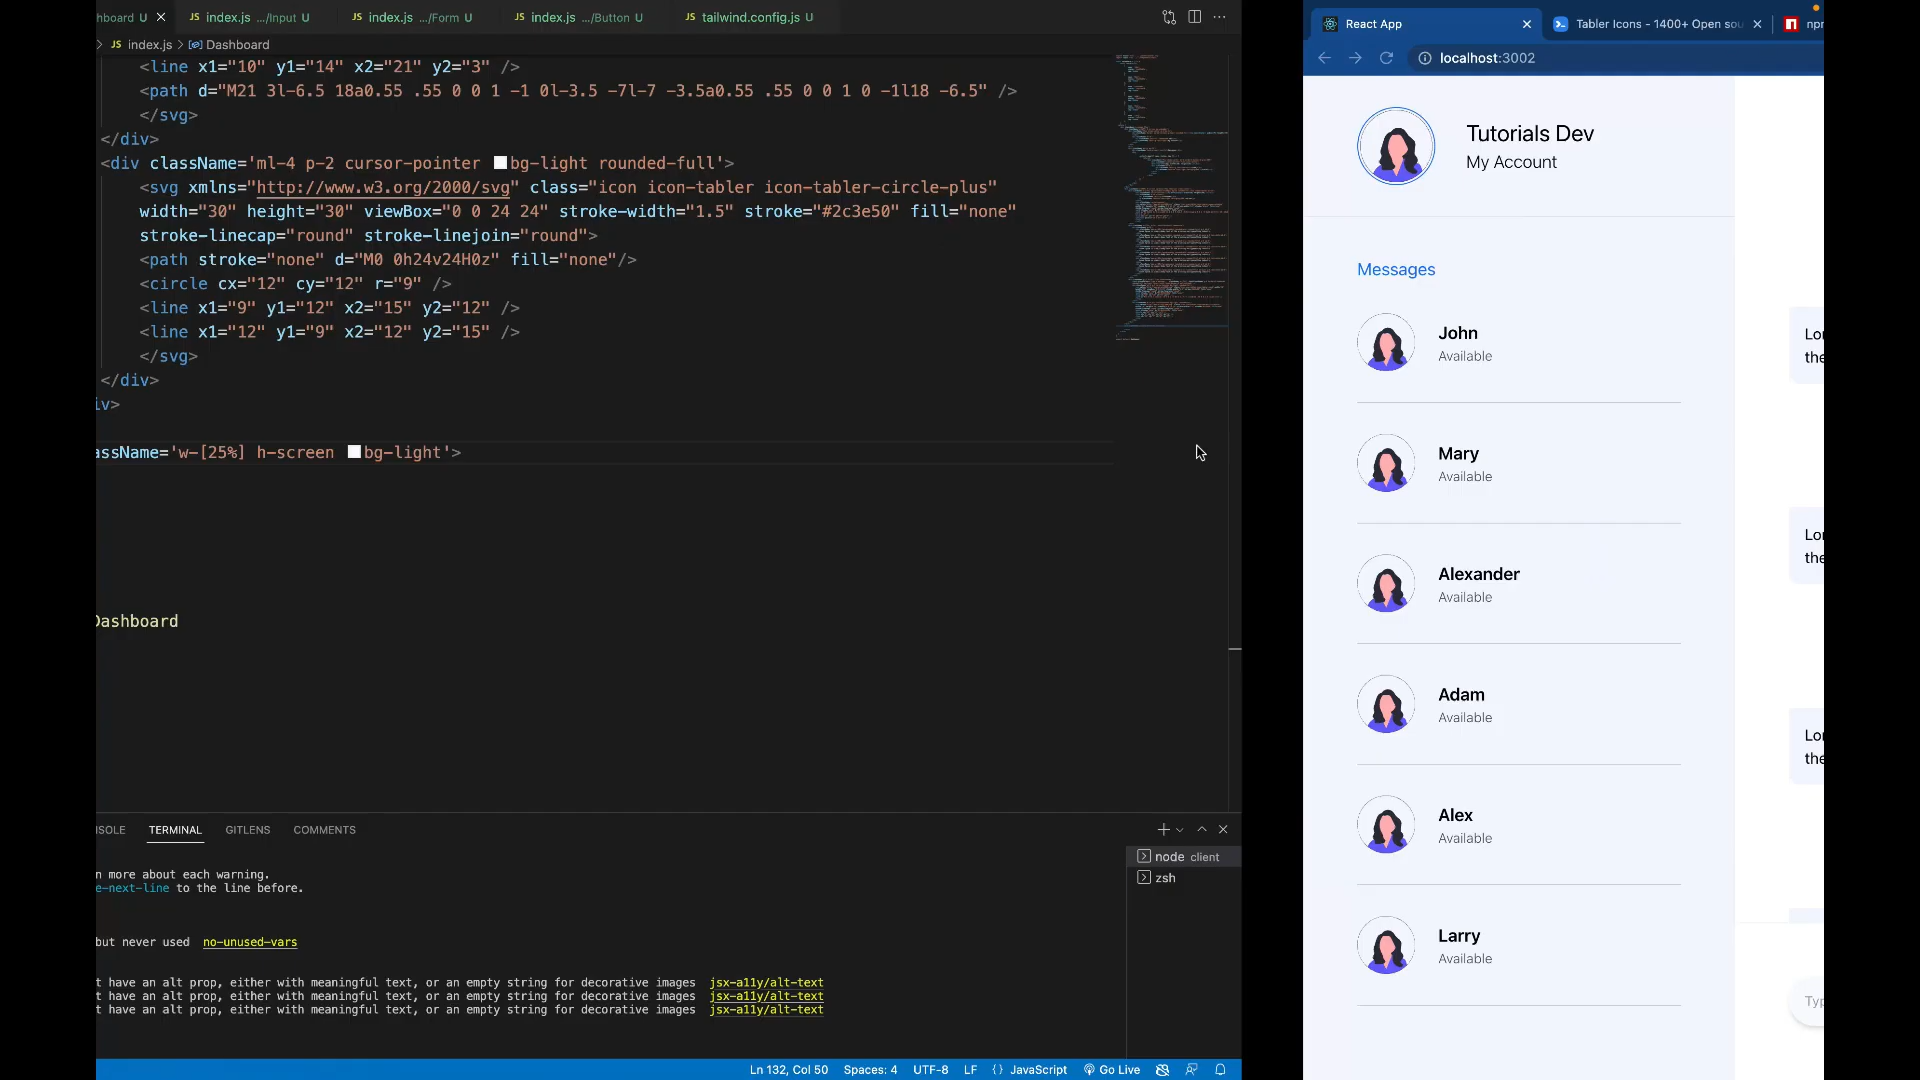 hboard U
JS index.js .../Input U
JS index.js .../Form U
JS index.js .../Button U
JS tailwind.config.js U
JS index.js > Dashboard
<line x1="10" y1="14" x2="21" y2="3" />
<path d="M21 3l-6.5 18a0.55 .55 0 0 1 -1 0l-3.5 -7l-7 -3.5a0.55 .55 0 0 1 0 -1l18 -6.5" />
</svg>
</div>
<div className='ml-4 p-2 cursor-pointer bg-light rounded-full'>
<svg xmlns="http://www.w3.org/2000/svg" class="icon icon-tabler icon-tabler-circle-plus"
width="30" height="30" viewBox="0 0 24 24" stroke-width="1.5" stroke="#2c3e50" fill="none"
stroke-linecap="round" stroke-linejoin="round">
<path stroke="none" d="M0 0h24v24H0z" fill="none"/>
<circle cx="12" cy="12" r="9" />
<line x1="9" y1="12" x2="15" y2="12" />
<line x1="12" y1="9" x2="12" y2="15" />
</svg>
</div>
iv>
assName='w-[25%] h-screen bg-light'>
Dashboard
SOLE TERMINAL GITLENS COMMENTS
n more about each warning.
e-next-line to the line before.
but never used no-unused-vars
t have an alt prop, either with meaningful text, or an empty string for decorative images jsx-a11y/alt-text
t have an alt prop, either with meaningful text, or an empty string for decorative images jsx-a11y/alt-text
t have an alt prop, either with meaningful text, or an empty string for decorative images jsx-a11y/alt-text
node client
zsh
Ln 132, Col 50 Spaces: 4 UTF-8 LF {} JavaScript Go Live
React App
Tabler Icons - 1400+ Open sou
npr
localhost:3002
Tutorials Dev
My Account
Messages
John
Available
Mary
Available
Alexander
Available
Adam
Available
Alex
Available
Larry
Available
Lor
the
Lor
the
Lor
the
Typ